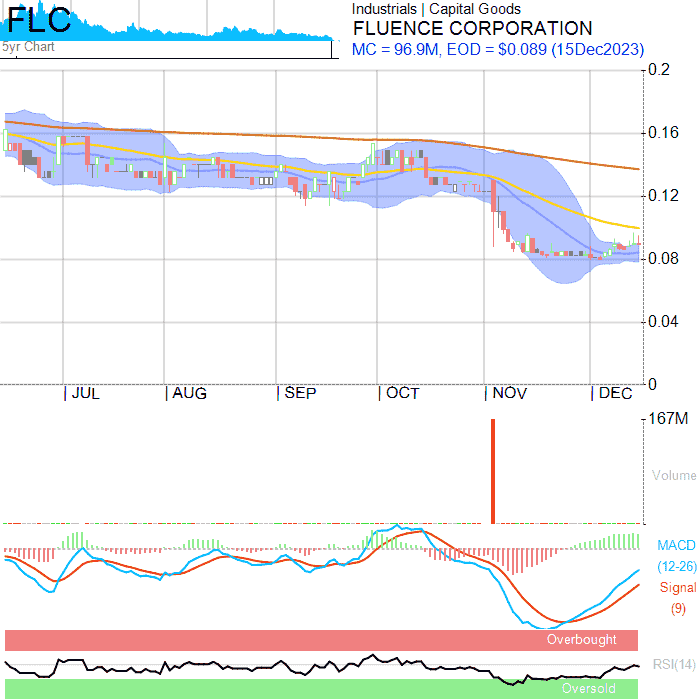 FLC
5yr Chart
Industrials | Capital Goods
FLUENCE CORPORATION
MC = 96.9M, EOD = $0.089 (15Dec2023)
0.2
0.16
0.12
0.08
0.04
0
| JUL | AUG | SEP | OCT | NOV | DEC
167M
Volume
MACD
(12-26)
Signal
(9)
Overbought
RSI(14)
Oversold